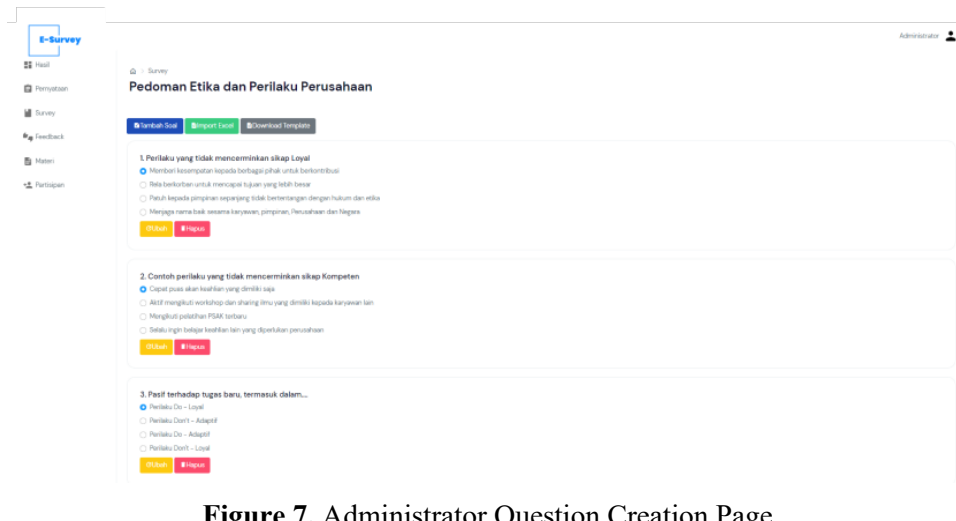 E-Survey
Administrator
Hasil
Pernyataan
Survey
Feedback
Materi
Partisipan
> Survey
Pedoman Etika dan Perilaku Perusahaan
Tambah Soal Import Excel Download Template
1. Perilaku yang tidak mencerminkan sikap Loyal
Memberi kesempatan kepada berbagai pihak untuk berkontribusi
Rela berkorban untuk mencapai tujuan yang lebih besar
Patuh kepada pimpinan sepanjang tidak bertentangan dengan hukum dan etika
Menjaga nama baik sesama karyawan, pimpinan, Perusahaan dan Negara
Ubah Hapus
2. Contoh perilaku yang tidak mencerminkan sikap Kompeten
Cepat puas akan keahlian yang dimiliki saja
Aktif mengikuti workshop dan sharing ilmu yang dimiliki kepada karyawan lain
Mengikuti pelatihan PSAK terbaru
Selalu ingin belajar keahlian lain yang diperlukan perusahaan
Ubah Hapus
3. Pasif terhadap tugas baru, termasuk dalam...
Perilaku Do - Loyal
Perilaku Don't - Adaptif
Perilaku Do - Adaptif
Perilaku Don't - Loyal
Ubah Hapus
Figure 7. Administrator Question Creation Page